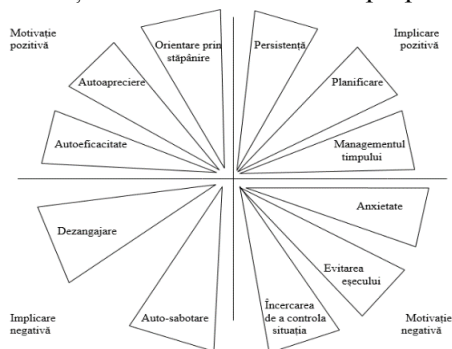 Motivație
pozitivă
Orientare prin
stăpânire
Persistență
Implicare
pozitivă
Autoapreciere
Planificare
Autoeficacitate
Managementul
timpului
Anxietate
Dezangajare
Evitarea
eșecului
Implicare
negativă
Auto-sabotare
Încercarea
de a controla
situația
Motivație
negativă